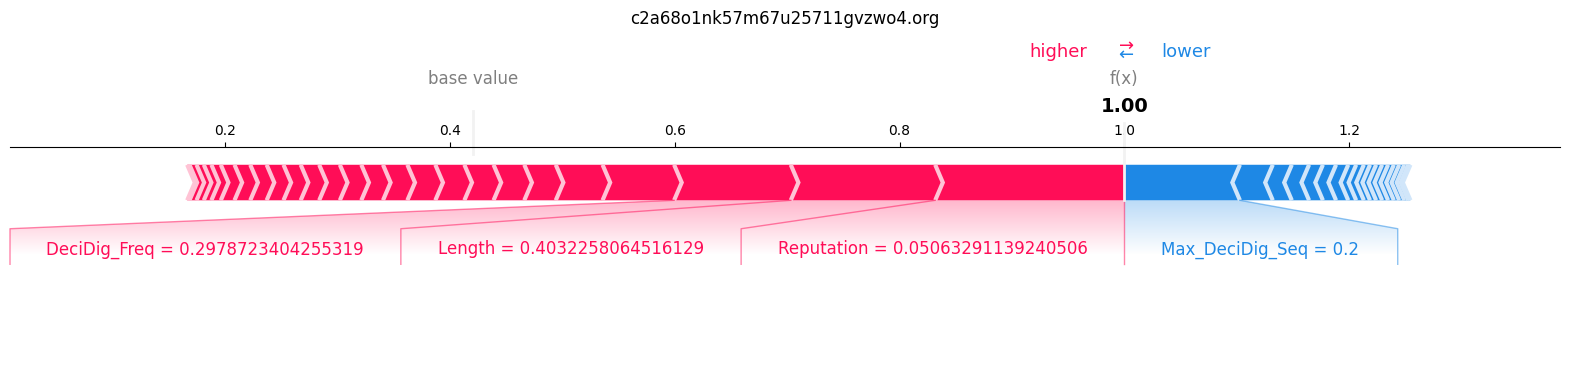 c2a68o1nk57m67u25711gvzwo4.org
higher → ← lower
base value f(x)
1.00
0.2 0.4 0.6 0.8 1.0 1.2
DeciDig_Freq = 0.2978723404255319 Length = 0.4032258064516129 Reputation = 0.05063291139240506 Max_DeciDig_Seq = 0.2